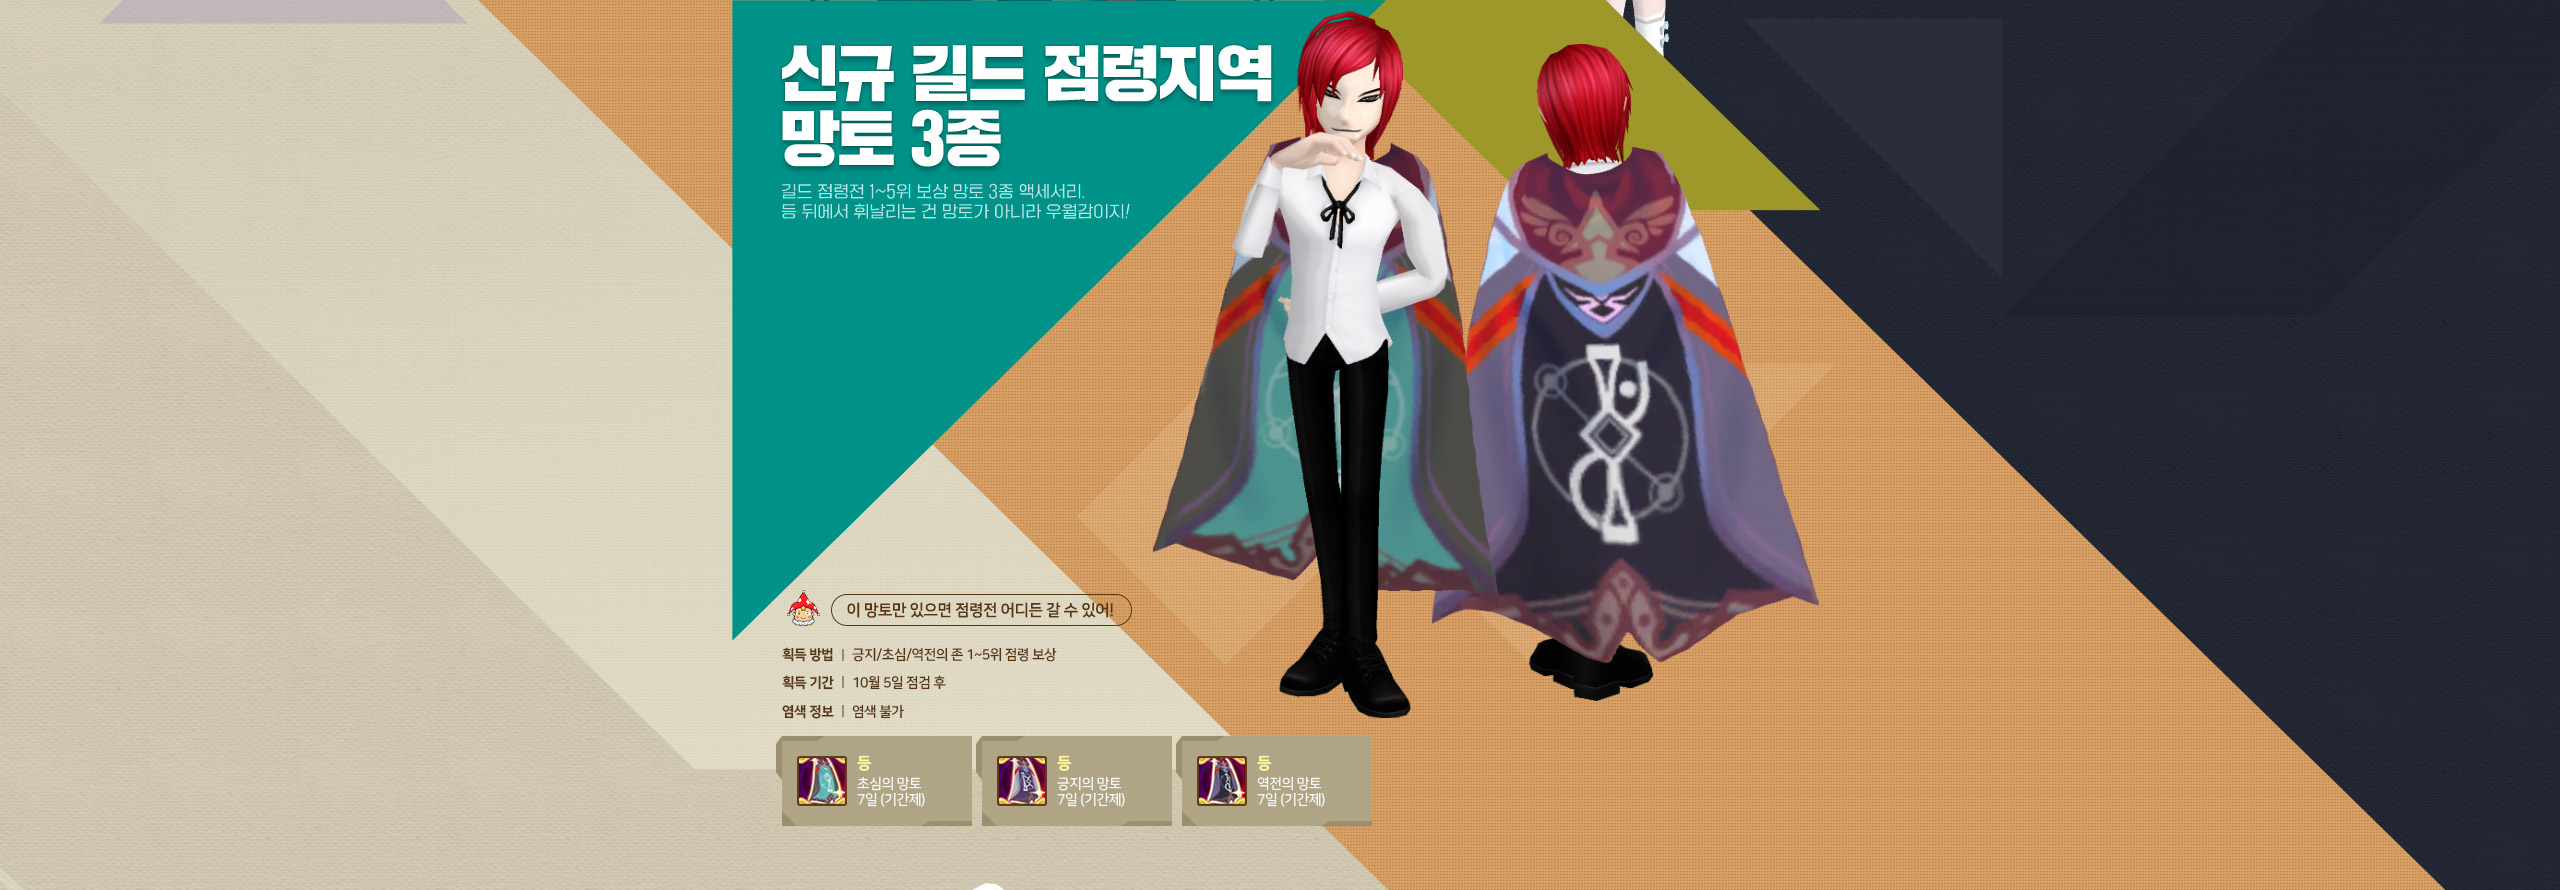 신규 길드 점령지역
망토 3종
길드 점령전 1~5위 보상 망토 3종 액세서리.
등 뒤에서 휘날리는 건 망토가 아니라 우월감이지!
이 망토만 있으면 점령전 어디든 갈 수 있어!
획득 방법 | 긍지/초심/역전의 존 1~5위 점령 보상
획득 기간 | 10월 5일 점검 후
염색 정보 | 염색 불가
등
초심의 망토
7일 (기간제)
등
긍지의 망토
7일 (기간제)
등
역전의 망토
7일 (기간제)